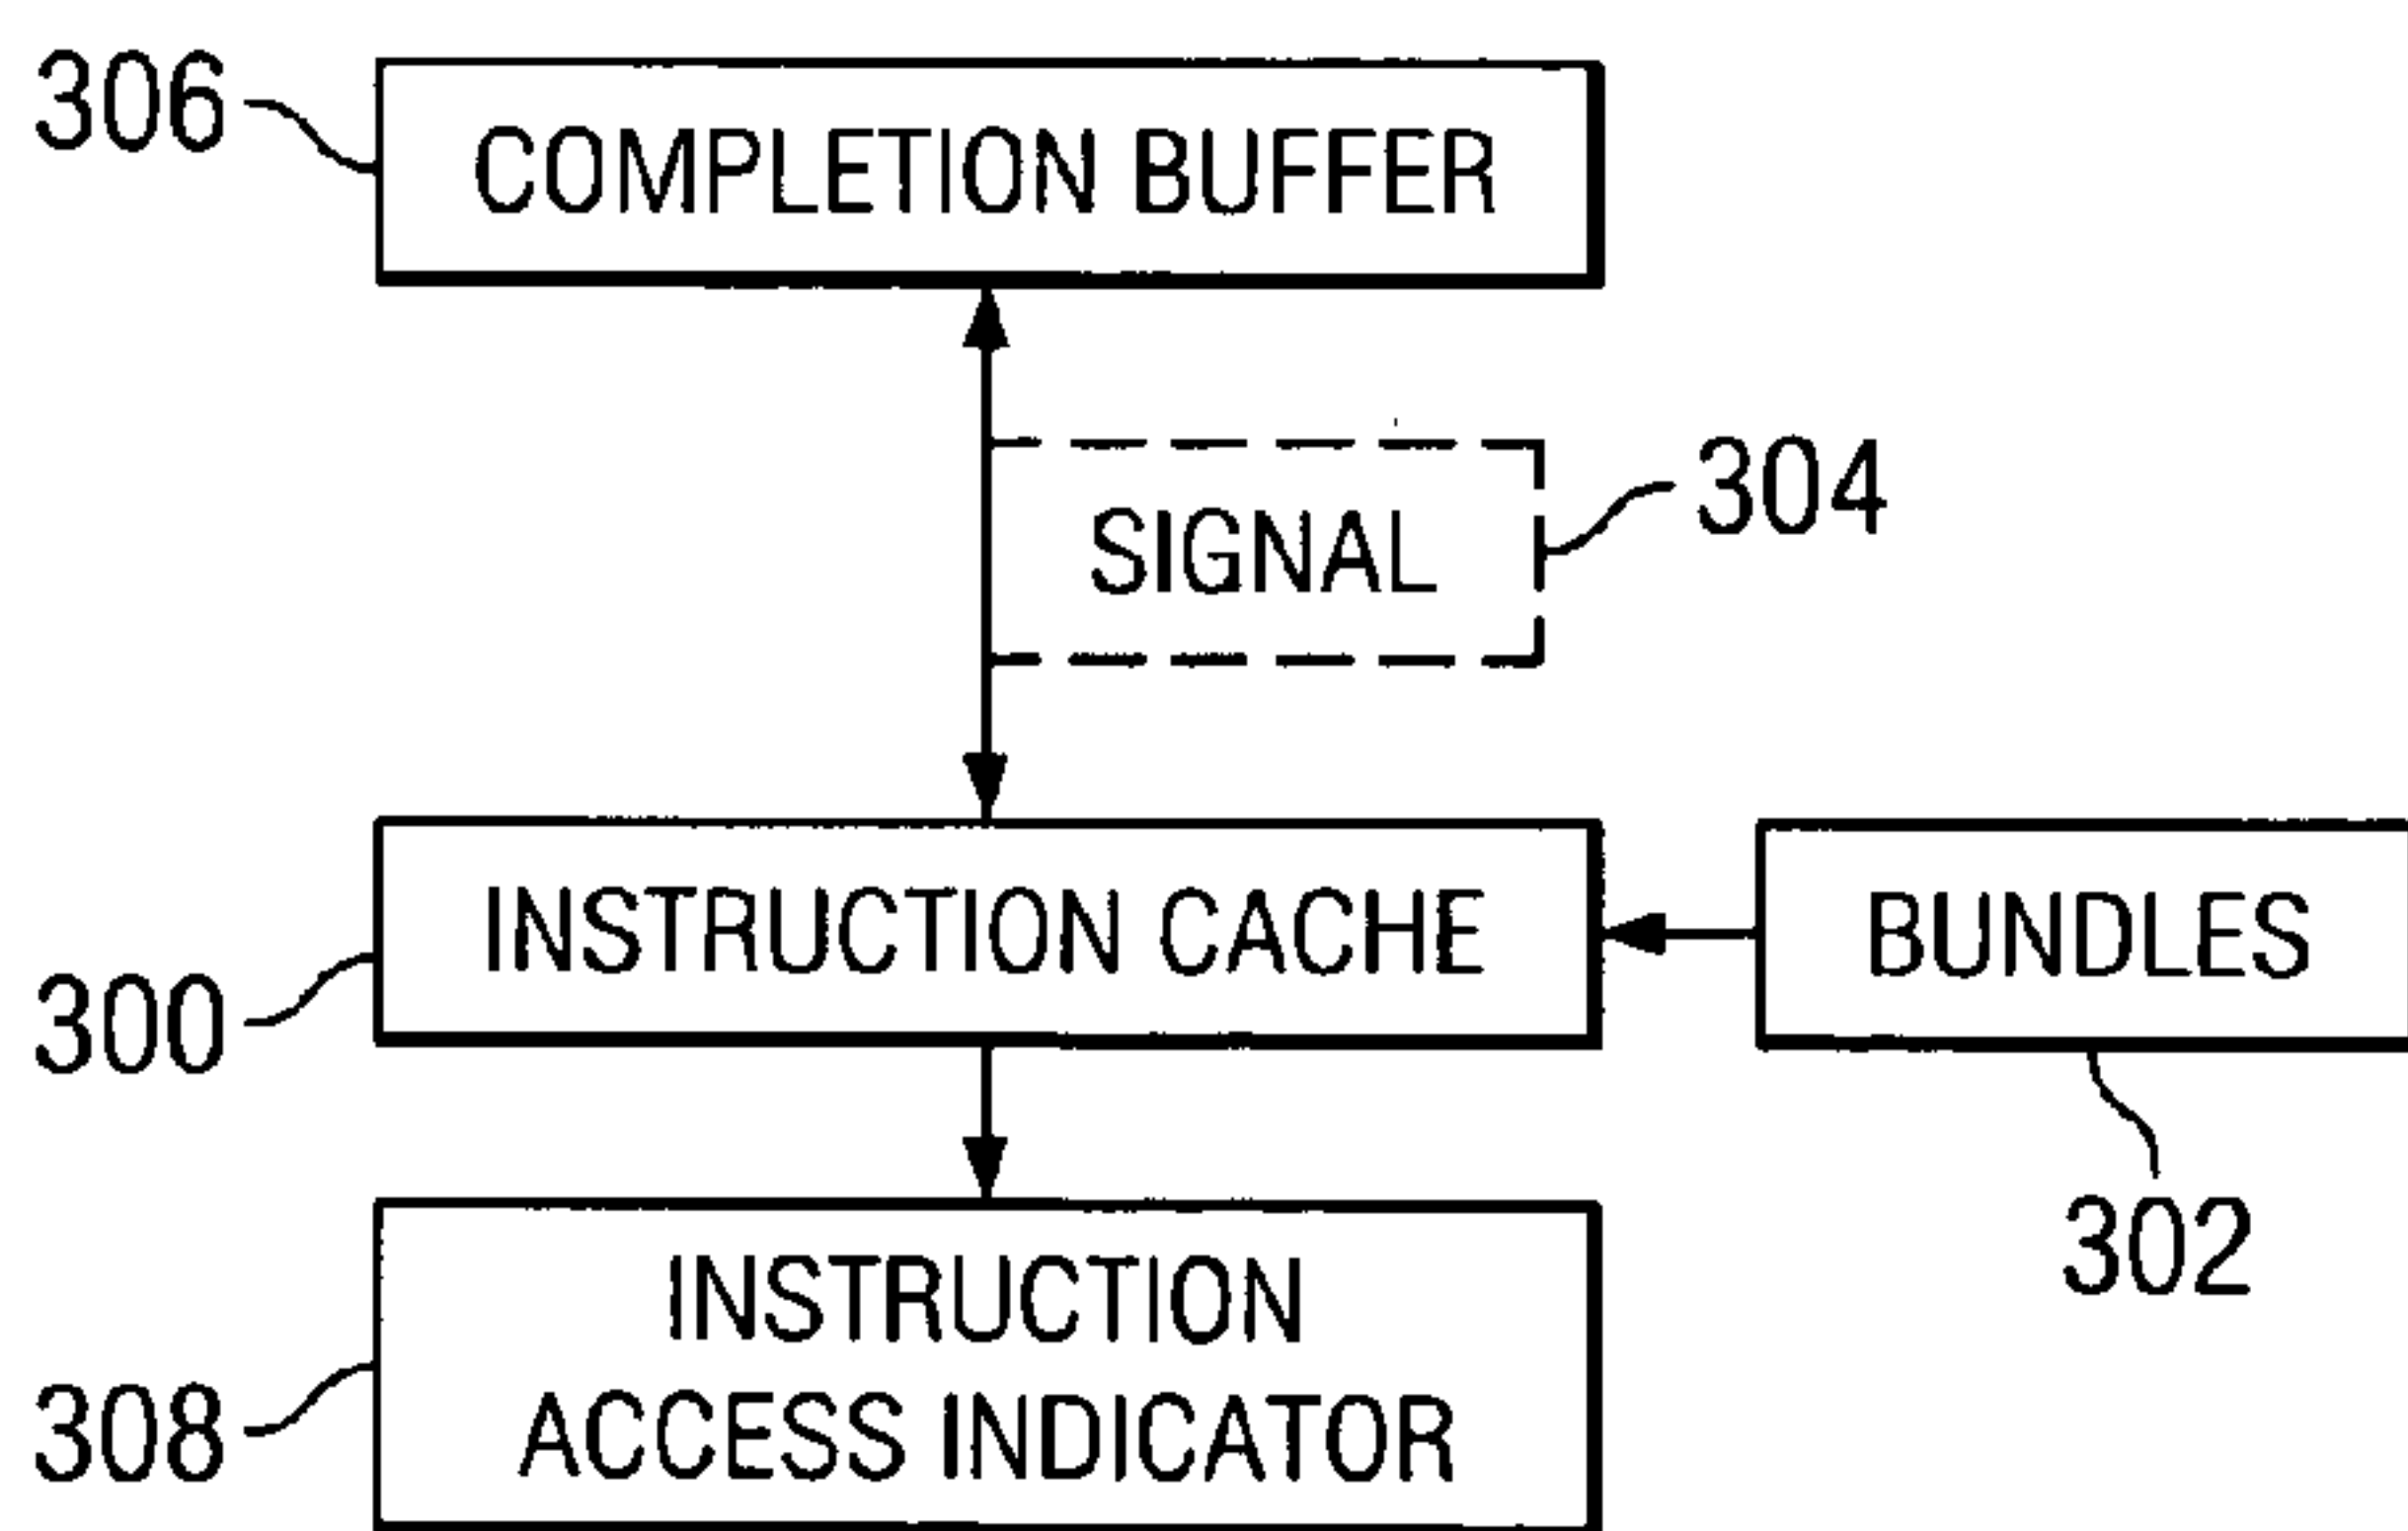 306
COMPLETION BUFFER
SIGNAL
304
INSTRUCTION CACHE
BUNDLES
300
302
INSTRUCTION
ACCESS INDICATOR
308